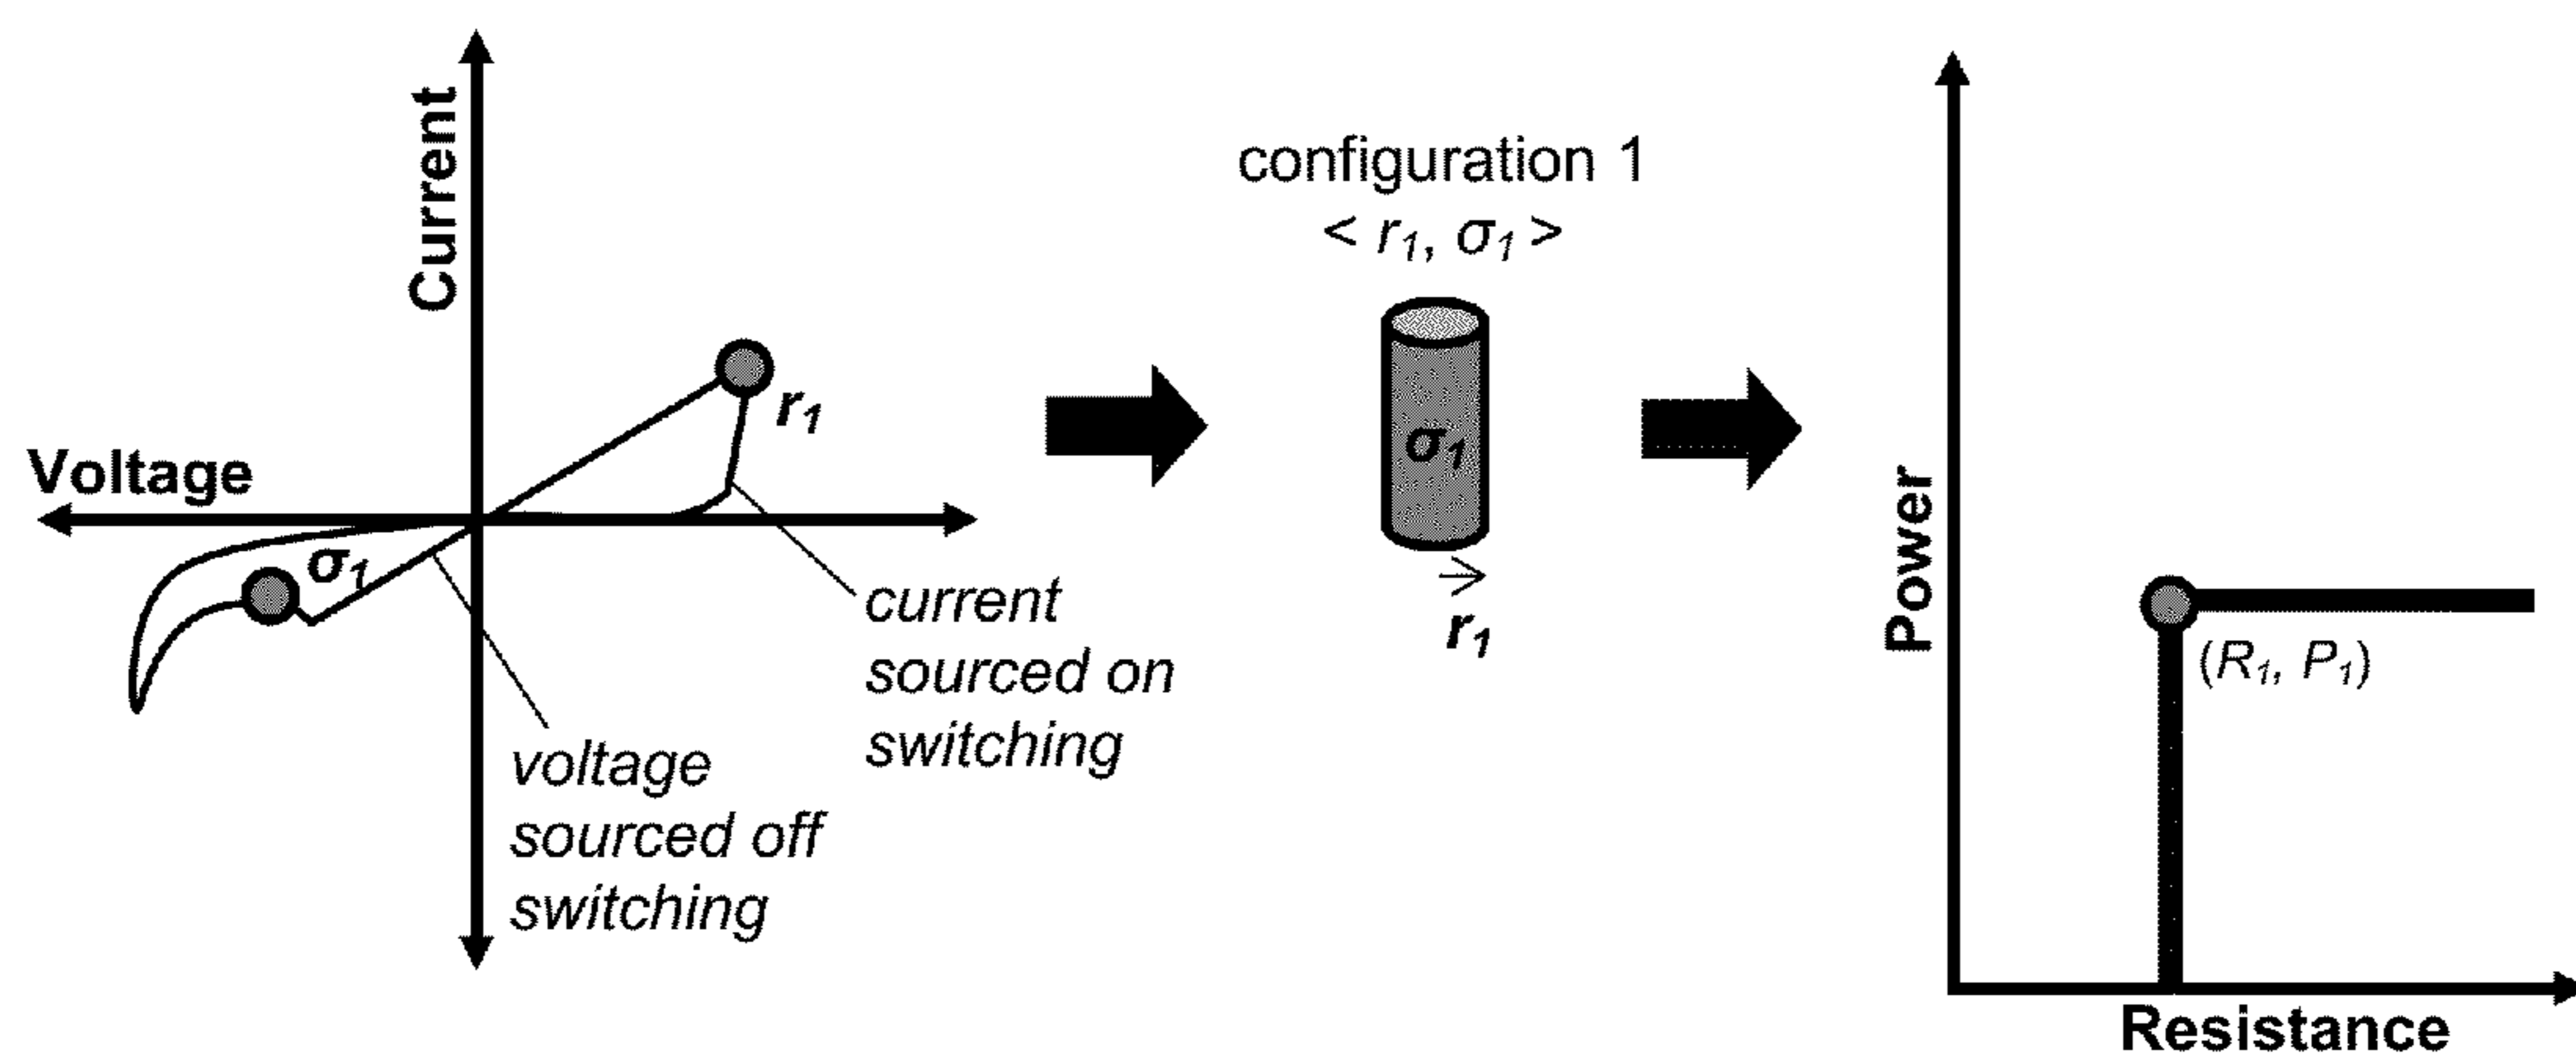 Current
Voltage
r₁
σ₁
current
sourced on
switching
voltage
sourced off
switching
configuration 1
< r₁, σ₁ >
σ₁
r₁
Power
(R₁, P₁)
Resistance